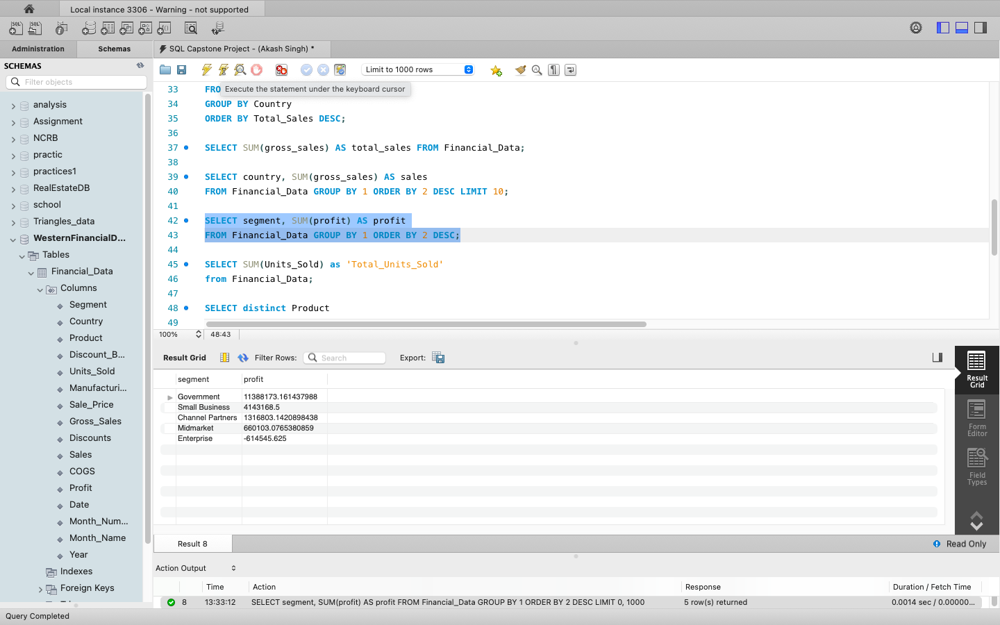 Local instance 3306 - Warning - not supported
Administration
Schemas
SQL Capstone Project - (Akash Singh) *
SCHEMAS
Filter objects
Limit to 1000 rows
Execute the statement under the keyboard cursor
analysis
Assignment
NCRB
practic
practices1
RealEstateDB
school
Triangles_data
WesternFinancialD...
Tables
Financial_Data
Columns
Segment
Country
Product
Discount_B...
Units_Sold
Manufacturi...
Sale_Price
Gross_Sales
Discounts
Sales
COGS
Profit
Date
Month_Num...
Month_Name
Year
Indexes
Foreign Keys
33 FRO
34 GROUP BY Country
35 ORDER BY Total_Sales DESC;
36
37 SELECT SUM(gross_sales) AS total_sales FROM Financial_Data;
38
39 SELECT country, SUM(gross_sales) AS sales
40 FROM Financial_Data GROUP BY 1 ORDER BY 2 DESC LIMIT 10;
41
42 SELECT segment, SUM(profit) AS profit
43 FROM Financial_Data GROUP BY 1 ORDER BY 2 DESC;
44
45 SELECT SUM(Units_Sold) as 'Total_Units_Sold'
46 from Financial_Data;
47
48 SELECT distinct Product
49
100% 48:43
Result Grid Filter Rows: Search Export:
segment profit
Government 11388173.161437988
Small Business 4143168.5
Channel Partners 1316803.1420898438
Midmarket 660103.0765380859
Enterprise -614545.625
Result Grid
Form Editor
Field Types
Result 8
Read Only
Action Output
Time Action Response Duration / Fetch Time
8 13:33:12 SELECT segment, SUM(profit) AS profit FROM Financial_Data GROUP BY 1 ORDER BY 2 DESC LIMIT 0, 1000 5 row(s) returned 0.0014 sec / 0.00000...
Query Completed